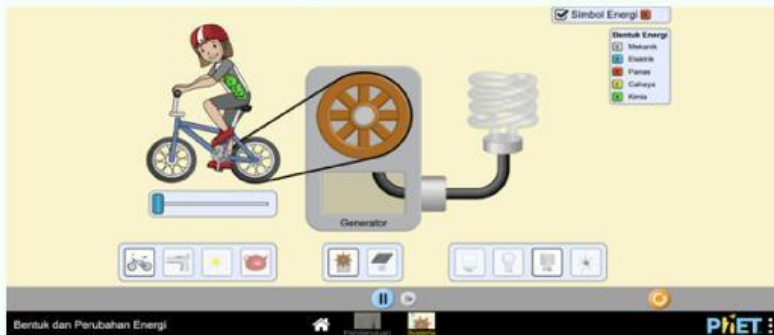 Simbol Energi
Bentuk Energi
Mekanik
Elektrik
Panas
Cahaya
Kimia
Generator
Bentuk dan Perubahan Energi
PhET